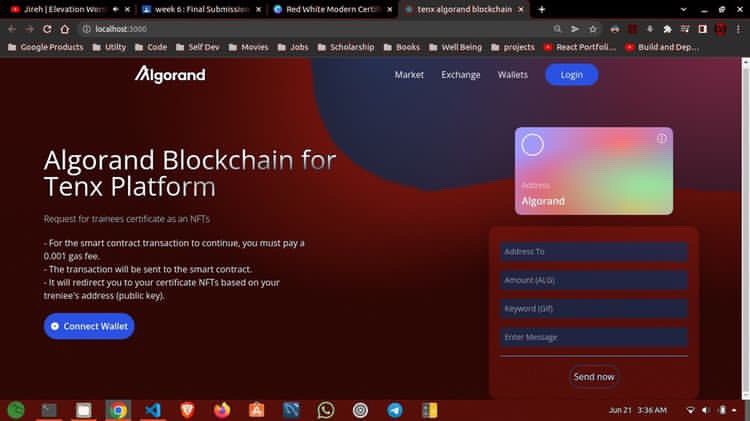 Jireh | Elevation Wors
week 6 : Final Submission
Red White Modern Certifi
tenx algorand blockchain
localhost:3000
Google Products
Utilty
Code
Self Dev
Movies
Jobs
Scholarship
Books
Well Being
projects
React Portfoli...
Build and Dep...
Algorand
Market
Exchange
Wallets
Login
Algorand Blockchain for
Tenx Platform
Request for trainees certificate as an NFTs
- For the smart contract transaction to continue, you must pay a
0.001 gas fee.
- The transaction will be sent to the smart contract.
- It will redirect you to your certificate NFTs based on your
treniee's address (public key).
Connect Wallet
Address
Algorand
Address To
Amount (ALG)
Keyword (Gif)
Enter Message
Send now
Jun 21 3:36 AM